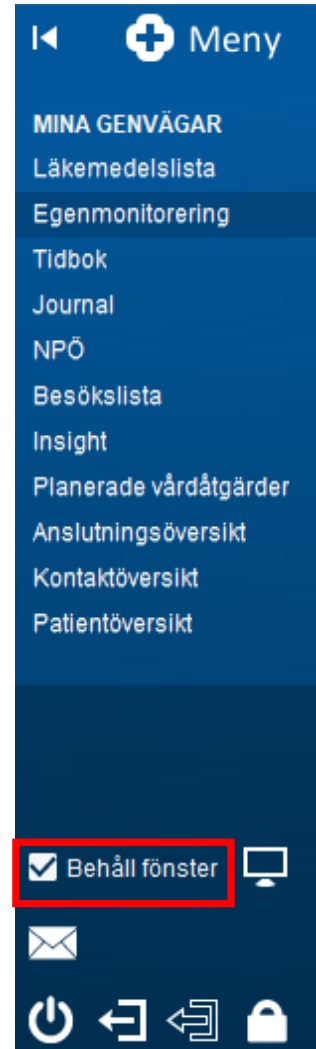 Meny
MINA GENVÄGAR
Läkemedelslista
Egenmonitorering
Tidbok
Journal
NPÖ
Besökslista
Insight
Planerade vårdåtgärder
Anslutningsöversikt
Kontaktöversikt
Patientöversikt
Behåll fönster